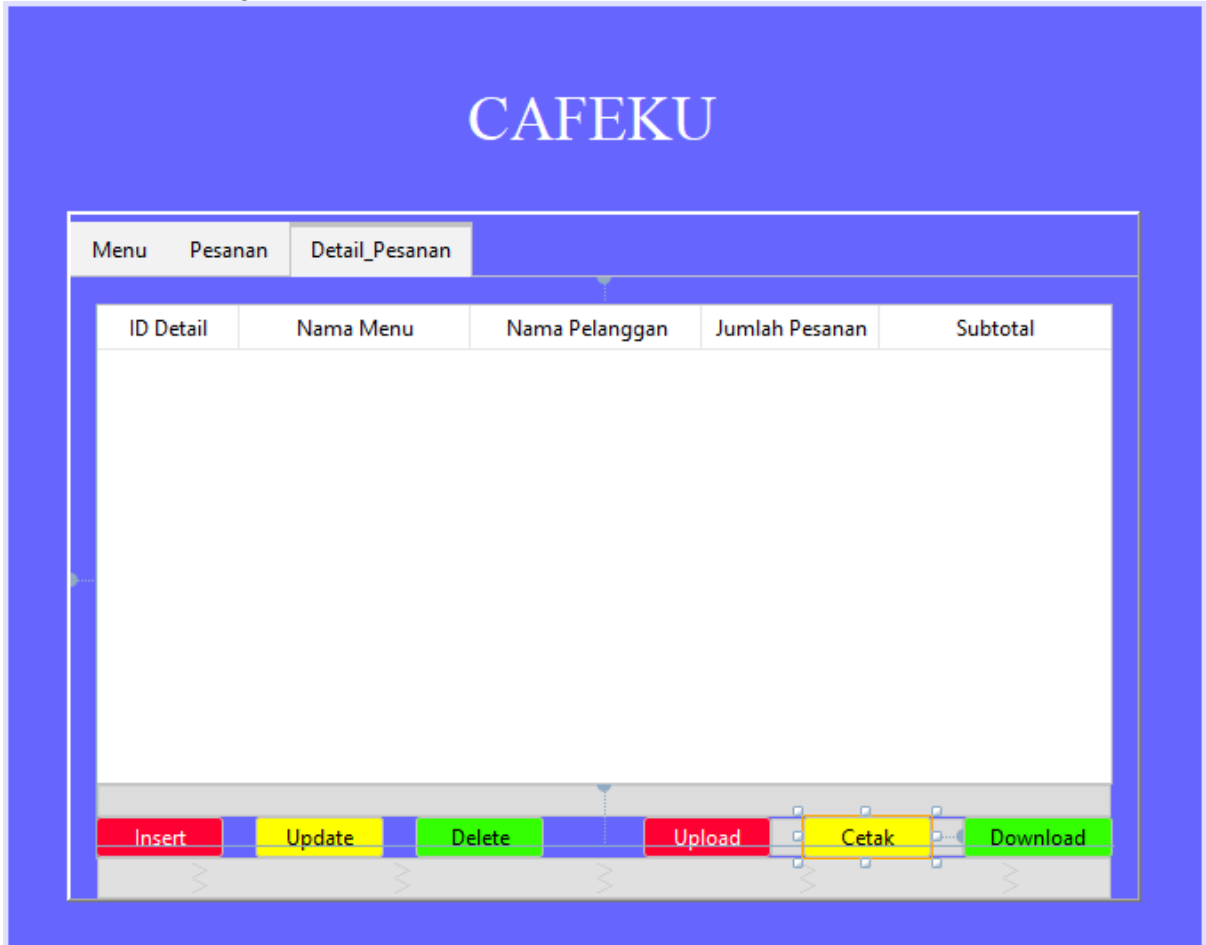 CAFEKU
Menu Pesanan Detail_Pesanan
ID Detail Nama Menu Nama Pelanggan Jumlah Pesanan Subtotal
Insert Update Delete Upload Cetak Download